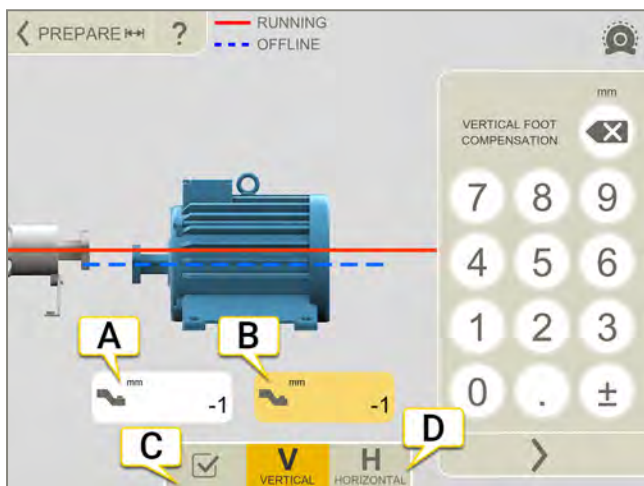 PREPARE
?
RUNNING
OFFLINE
mm
VERTICAL FOOT
COMPENSATION
7 8 9
4 5 6
1 2 3
0 . ±
A
B
mm
-1
mm
-1
C
D
V
VERTICAL
H
HORIZONTAL